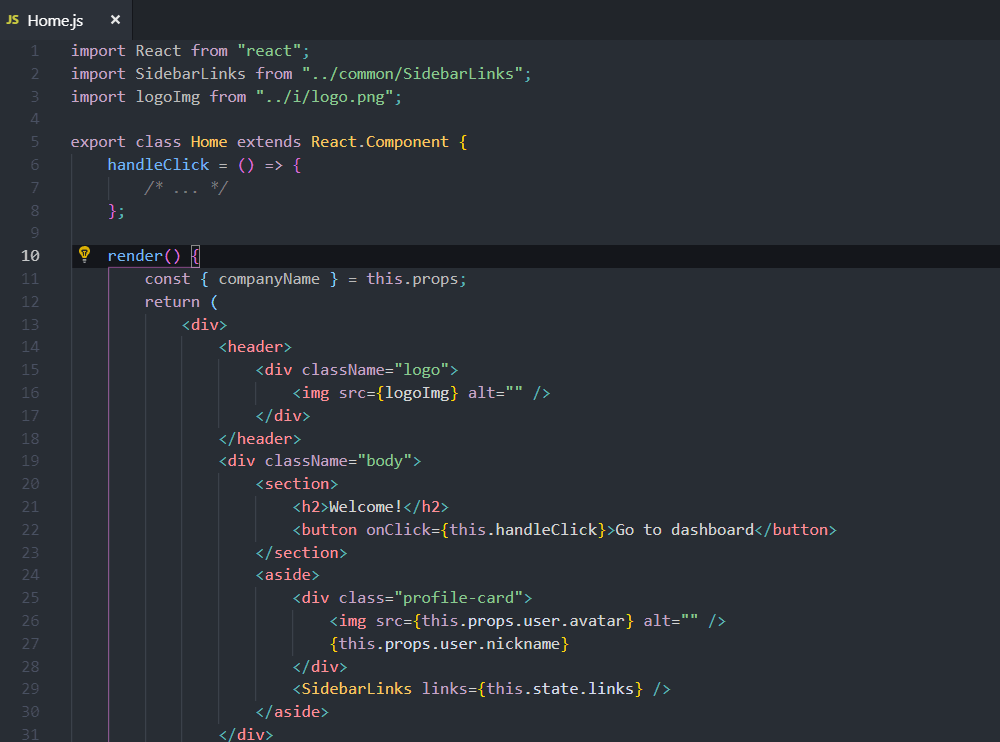 JS Home.js ×
1 import React from "react";
2 import SidebarLinks from "../common/SidebarLinks";
3 import logoImg from "../i/logo.png";
4
5 export class Home extends React.Component {
6     handleClick = () => {
7         /* ... */
8     };
9
10     render() {
11         const { companyName } = this.props;
12         return (
13             <div>
14                 <header>
15                     <div className="logo">
16                         <img src={logoImg} alt="" />
17                     </div>
18                 </header>
19                 <div className="body">
20                     <section>
21                         <h2>Welcome!</h2>
22                         <button onClick={this.handleClick}>Go to dashboard</button>
23                     </section>
24                     <aside>
25                         <div class="profile-card">
26                             <img src={this.props.user.avatar} alt="" />
27                             {this.props.user.nickname}
28                         </div>
29                         <SidebarLinks links={this.state.links} />
30                     </aside>
31                 </div>